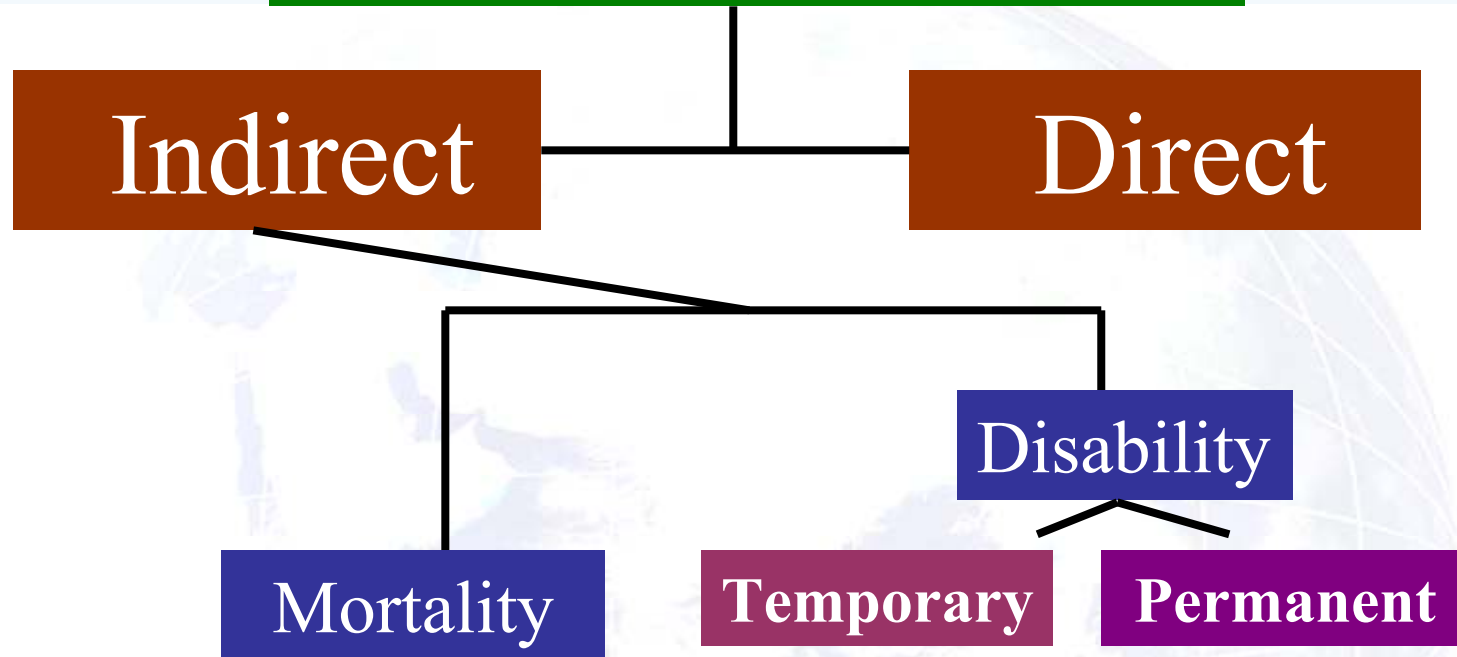 Indirect
Direct
Disability
Mortality
Temporary
Permanent